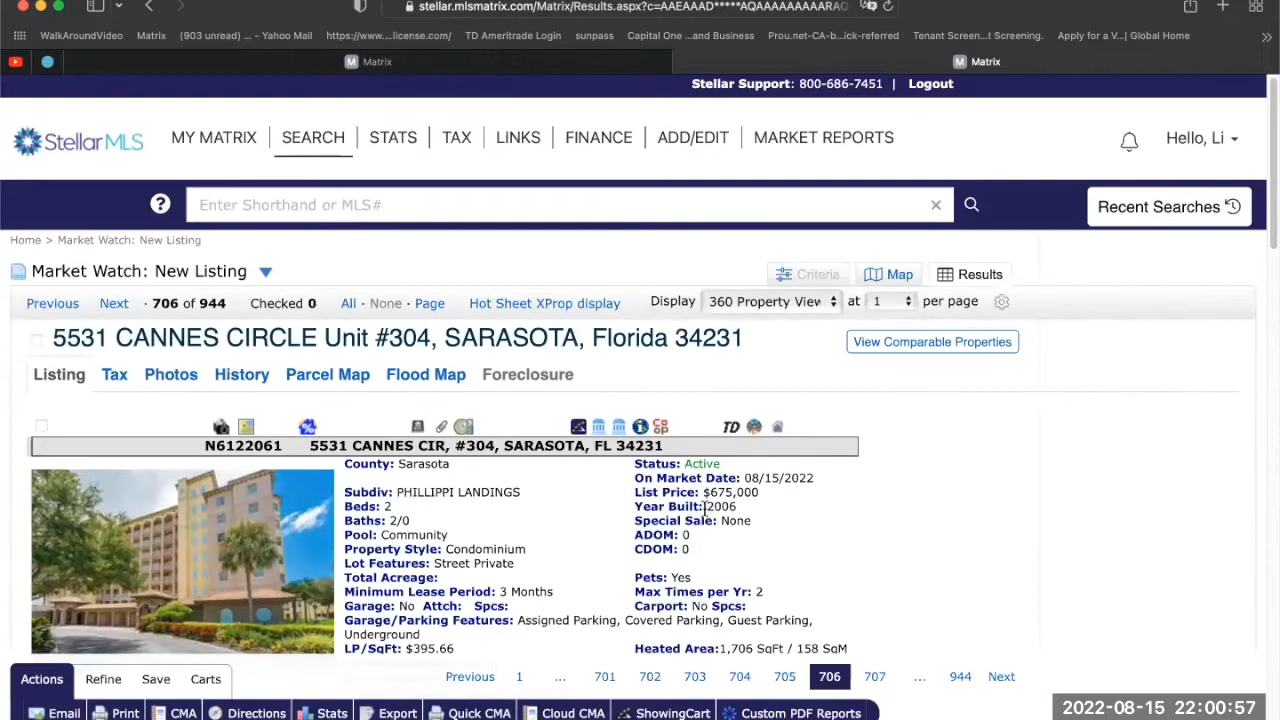 stellar.mlsmatrix.com/Matrix/Results.aspx?c=AAEAAAD*****AQAAAAAAAAARAQ
WalkAroundVideo Matrix (903 unread) ... – Yahoo Mail https://www....license.com/ TD Ameritrade Login sunpass Capital One ...and Business Prou.net-CA-b...ick-referred Tenant Screen...t Screening. Apply for a V...| Global Home
M Matrix M Matrix
Stellar Support: 800-686-7451 | Logout
StellarMLS MY MATRIX SEARCH STATS TAX LINKS FINANCE ADD/EDIT MARKET REPORTS Hello, Li
? Enter Shorthand or MLS# Recent Searches
Home > Market Watch: New Listing
Market Watch: New Listing Criteria Map Results
Previous Next · 706 of 944 Checked 0 All · None · Page Hot Sheet XProp display Display 360 Property View at 1 per page
5531 CANNES CIRCLE Unit #304, SARASOTA, Florida 34231 View Comparable Properties
Listing Tax Photos History Parcel Map Flood Map Foreclosure
TD
N6122061 5531 CANNES CIR, #304, SARASOTA, FL 34231
County: Sarasota Status: Active
On Market Date: 08/15/2022
Subdiv: PHILLIPPI LANDINGS List Price: $675,000
Beds: 2 Year Built: 2006
Baths: 2/0 Special Sale: None
Pool: Community ADOM: 0
Property Style: Condominium CDOM: 0
Lot Features: Street Private
Total Acreage: Pets: Yes
Minimum Lease Period: 3 Months Max Times per Yr: 2
Garage: No Attch: Spcs: Carport: No Spcs:
Garage/Parking Features: Assigned Parking, Covered Parking, Guest Parking,
Underground
LP/SqFt: $395.66 Heated Area:1,706 SqFt / 158 SqM
Actions Refine Save Carts Previous 1 ... 701 702 703 704 705 706 707 ... 944 Next
Email Print CMA Directions Stats Export Quick CMA Cloud CMA ShowingCart Custom PDF Reports
2022-08-15 22:00:57